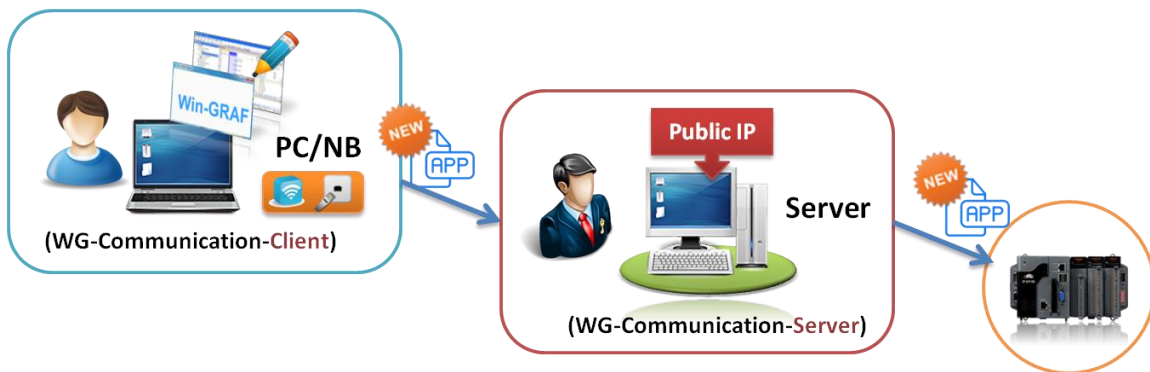 Win-GRAF
PC/NB
NEW
APP
(WG-Communication-Client)
Public IP
Server
(WG-Communication-Server)
NEW
APP